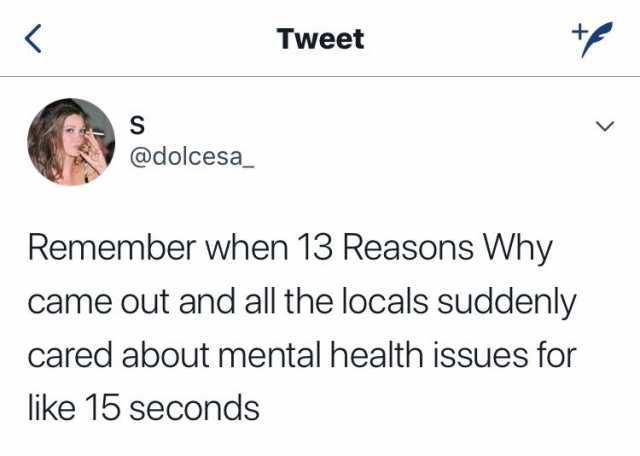 Tweet
S
@dolcesa_
Remember when 13 Reasons Why
came out and all the locals suddenly
cared about mental health issues for
like 15 seconds